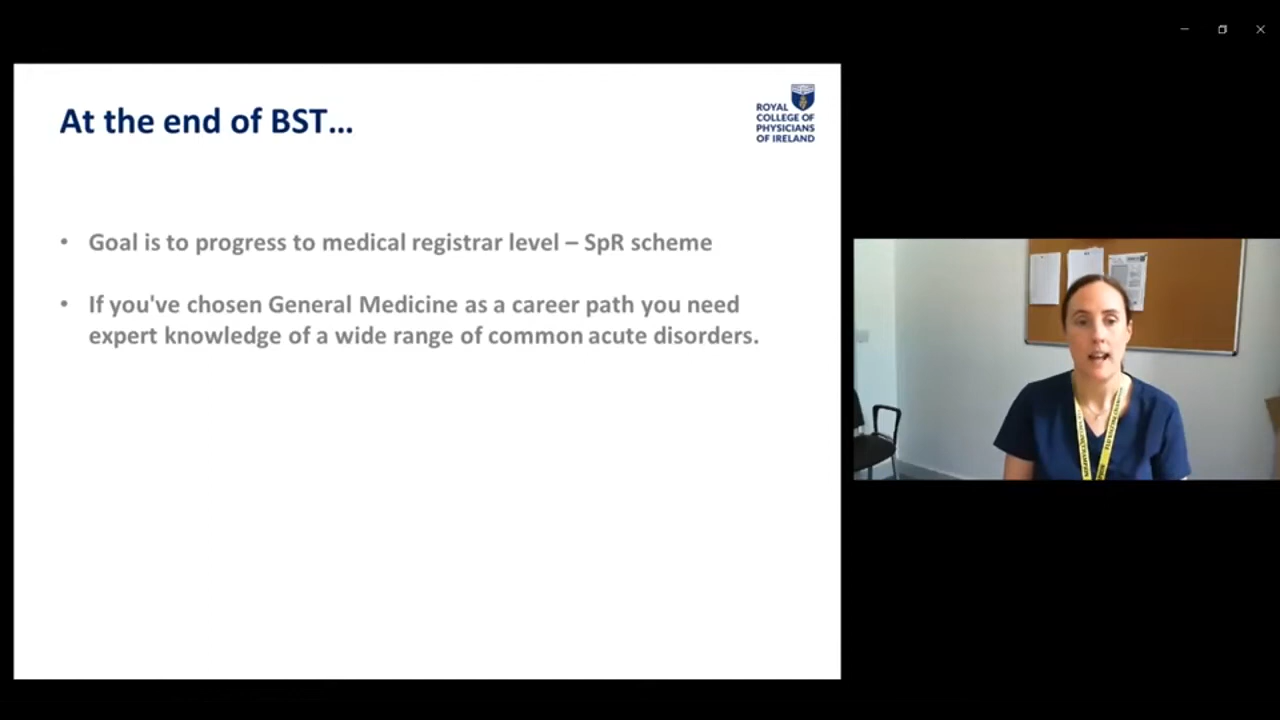 At the end of BST...
ROYAL
COLLEGE OF
PHYSICIANS
OF IRELAND
• Goal is to progress to medical registrar level – SpR scheme
• If you've chosen General Medicine as a career path you need
expert knowledge of a wide range of common acute disorders.